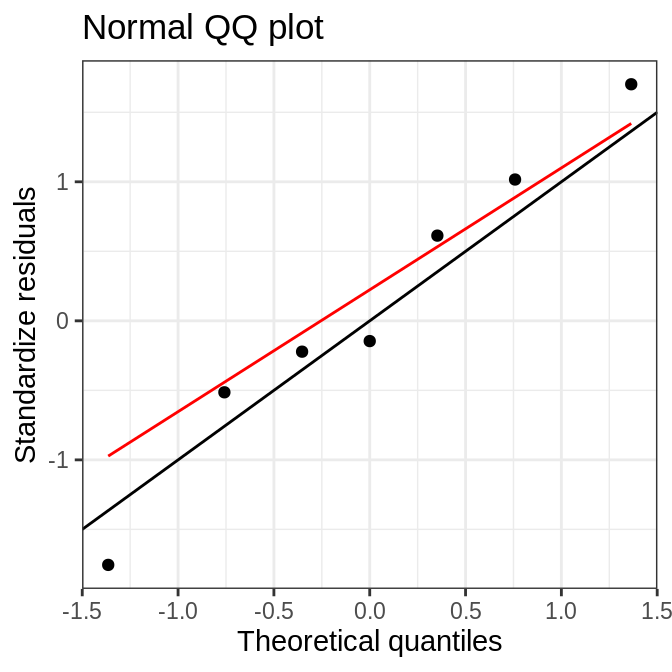 Normal QQ plot
Standardize residuals
1
0
-1
-1.5 -1.0 -0.5 0.0 0.5 1.0 1.5
Theoretical quantiles